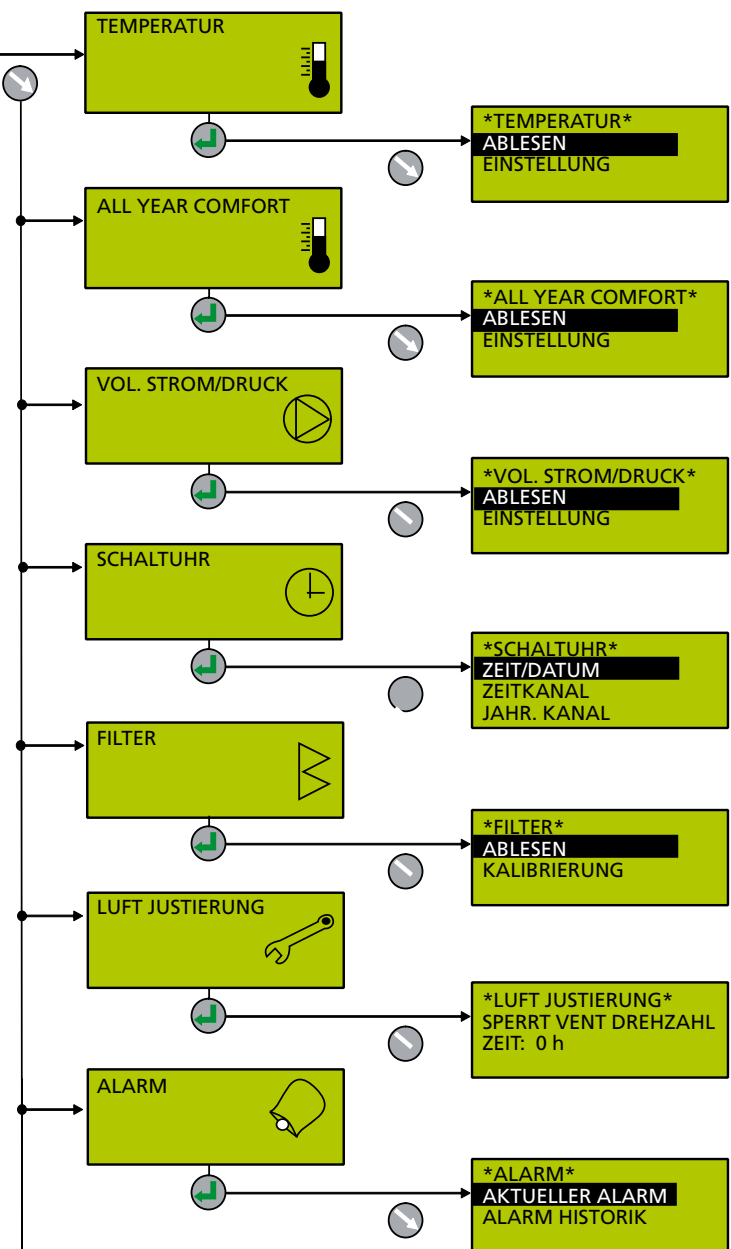 TEMPERATUR
*TEMPERATUR*
ABLESEN
EINSTELLUNG
ALL YEAR COMFORT
*ALL YEAR COMFORT*
ABLESEN
EINSTELLUNG
VOL. STROM/DRUCK
*VOL. STROM/DRUCK*
ABLESEN
EINSTELLUNG
SCHALTUHR
*SCHALTUHR*
ZEIT/DATUM
ZEITKANAL
JAHR. KANAL
FILTER
*FILTER*
ABLESEN
KALIBRIERUNG
LUFT JUSTIERUNG
*LUFT JUSTIERUNG*
SPERRT VENT DREHZAHL
ZEIT: 0 h
ALARM
*ALARM*
AKTUELLER ALARM
ALARM HISTORIK